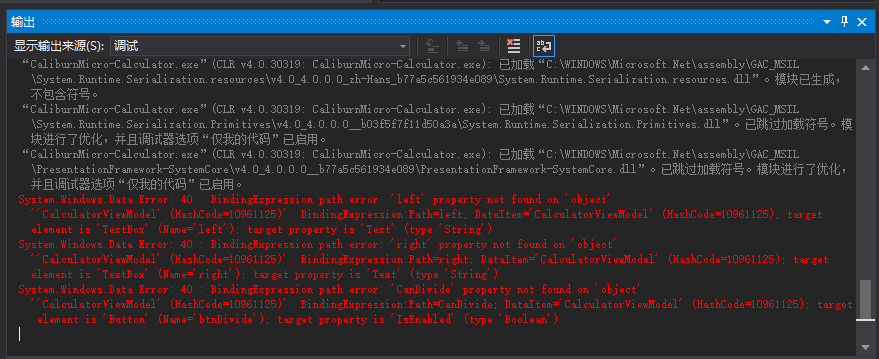 输出
显示输出来源(S): 调试
“CaliburnMicro-Calculator.exe”(CLR v4.0.30319: CaliburnMicro-Calculator.exe): 已加载“C:\WINDOWS\Microsoft.Net\assembly\GAC_MSIL
\System.Runtime.Serialization.resources\v4.0_4.0.0.0_zh-Hans_b77a5c561934e089\System.Runtime.Serialization.resources.dll”。模块已生成，
不包含符号。
“CaliburnMicro-Calculator.exe”(CLR v4.0.30319: CaliburnMicro-Calculator.exe): 已加载“C:\WINDOWS\Microsoft.Net\assembly\GAC_MSIL
\System.Runtime.Serialization.Primitives\v4.0_4.0.0.0__b03f5f7f11d50a3a\System.Runtime.Serialization.Primitives.dll”。已跳过加载符号。模
块进行了优化，并且调试器选项“仅我的代码”已启用。
“CaliburnMicro-Calculator.exe”(CLR v4.0.30319: CaliburnMicro-Calculator.exe): 已加载“C:\WINDOWS\Microsoft.Net\assembly\GAC_MSIL
\PresentationFramework-SystemCore\v4.0_4.0.0.0__b77a5c561934e089\PresentationFramework-SystemCore.dll”。已跳过加载符号。模块进行了优化，
并且调试器选项“仅我的代码”已启用。
System.Windows.Data Error: 40 : BindingExpression path error: 'left' property not found on 'object'
''CalculatorViewModel' (HashCode=10961125)'. BindingExpression:Path=left; DataItem='CalculatorViewModel' (HashCode=10961125); target
element is 'TextBox' (Name='left'); target property is 'Text' (type 'String')
System.Windows.Data Error: 40 : BindingExpression path error: 'right' property not found on 'object'
''CalculatorViewModel' (HashCode=10961125)'. BindingExpression:Path=right; DataItem='CalculatorViewModel' (HashCode=10961125); target
element is 'TextBox' (Name='right'); target property is 'Text' (type 'String')
System.Windows.Data Error: 40 : BindingExpression path error: 'CanDivide' property not found on 'object'
''CalculatorViewModel' (HashCode=10961125)'. BindingExpression:Path=CanDivide; DataItem='CalculatorViewModel' (HashCode=10961125); target
element is 'Button' (Name='btnDivide'); target property is 'IsEnabled' (type 'Boolean')